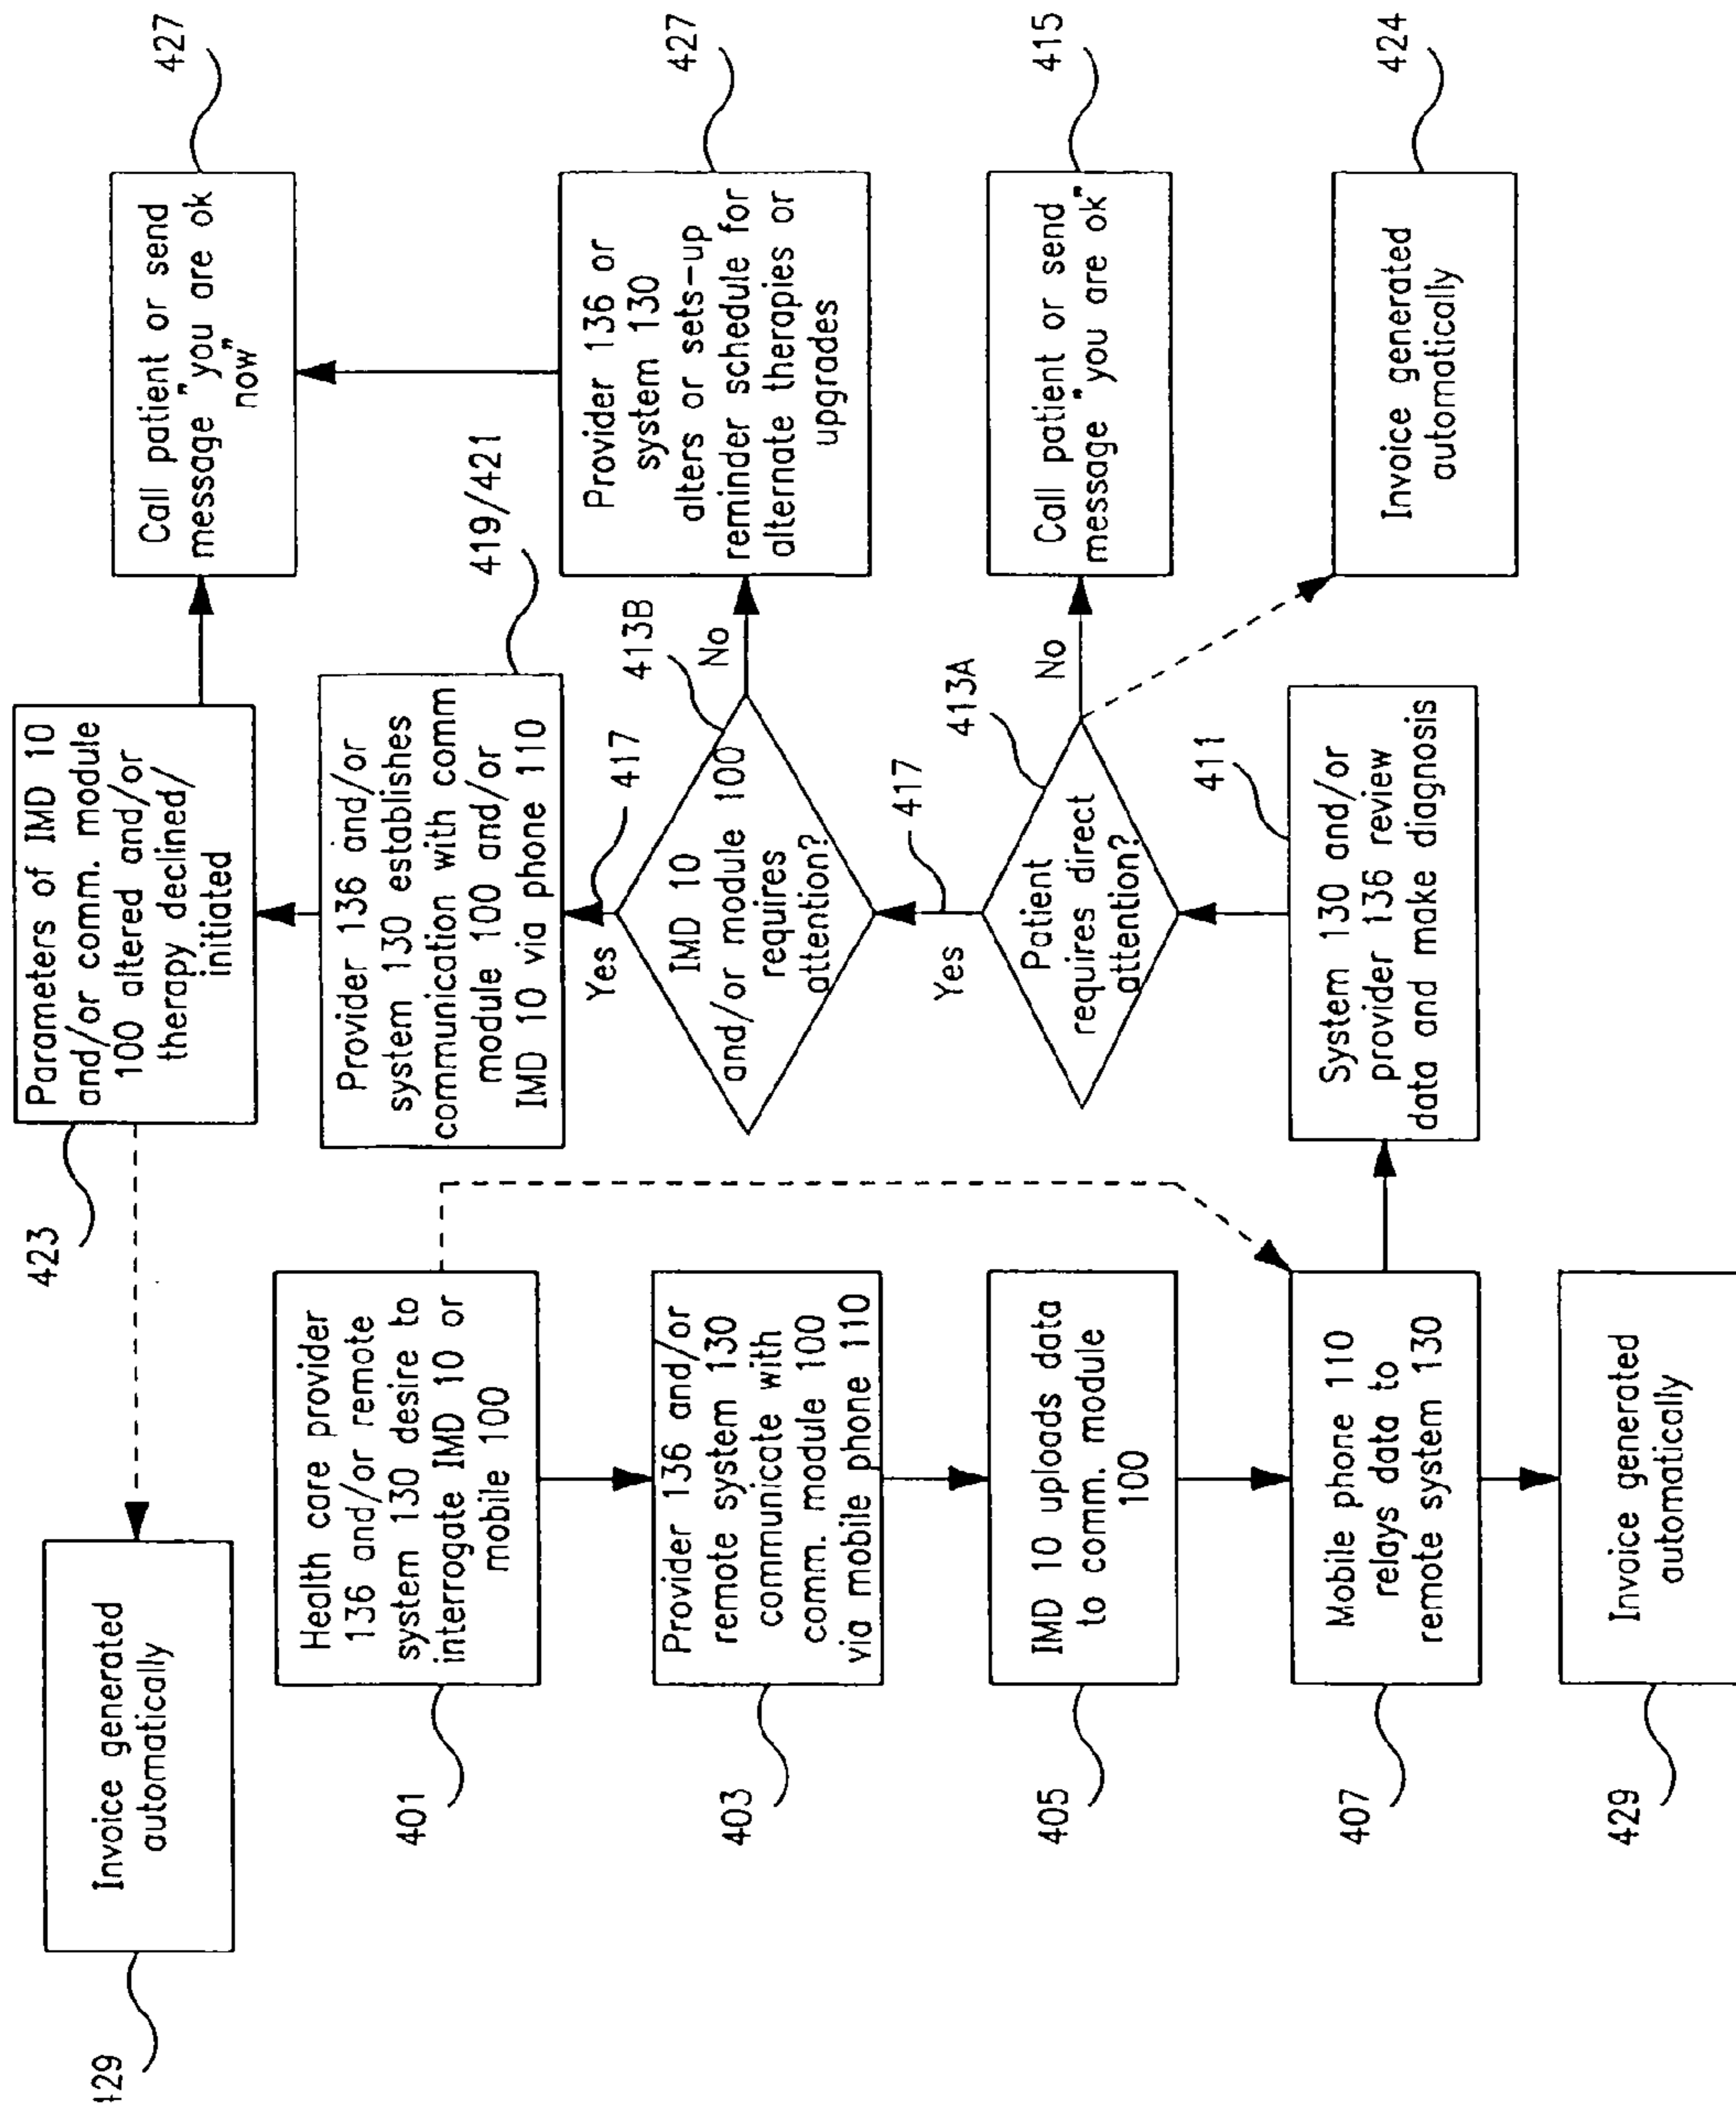 129
Invoice generated
automatically
401
Health care provider
136 and/or remote
system 130 desire to
interrogate IMD 10 or
mobile 100
403
Provider 136 and/or
remote system 130
communicate with
comm. module 100
via mobile phone 110
405
IMD 10 uploads data
to comm. module
100
407
Mobile phone 110
relays data to
remote system 130
429
Invoice generated
automatically
423
Parameters of IMD 10
and/or comm. module
100 altered and/or
therapy declined/
initiated
Provider 136 and/or
system 130 establishes
communication with comm
module 100 and/or
IMD 10 via phone 110
419/421
Yes
417
IMD 10
and/or module 100
requires
attention?
413B
No
Yes
417
Patient
requires direct
attention?
413A
No
System 130 and/or
provider 136 review
data and make diagnosis
411
Call patient or send
message "you are ok
now"
427
Provider 136 or
system 130
alters or sets-up
reminder schedule for
alternate therapies or
upgrades
427
Call patient or send
message "you are ok"
415
Invoice generated
automatically
424